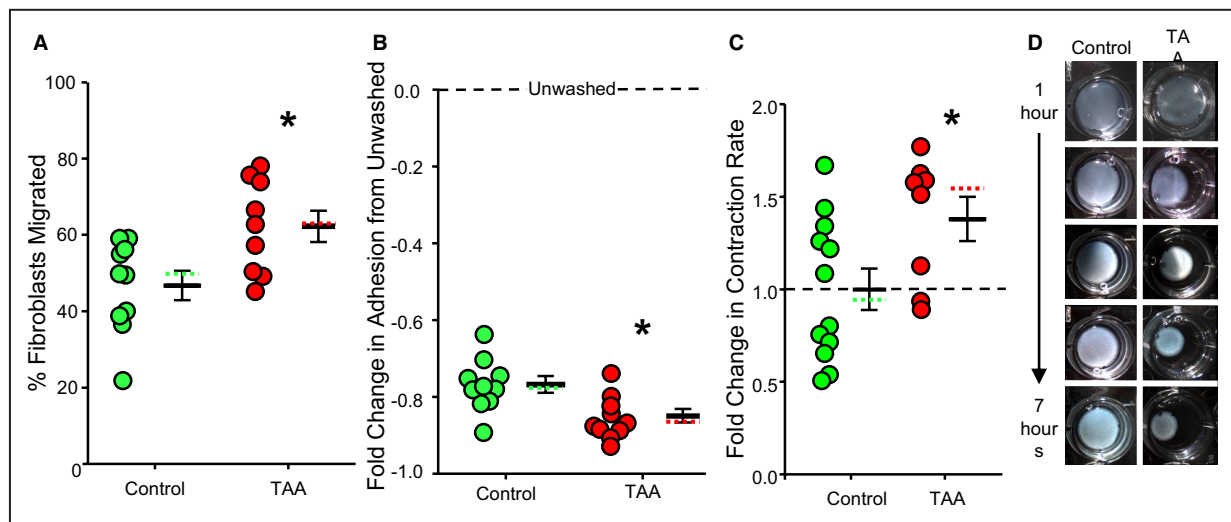 A
% Fibroblasts Migrated
100
80
60
40
20
0
Control
TAA
*
B
Fold Change in Adhesion from Unwashed
0.0
-0.2
-0.4
-0.6
-0.8
-1.0
Unwashed
Control
TAA
*
C
Fold Change in Contraction Rate
2.0
1.5
1.0
0.5
0.0
Control
TAA
*
D
Control
TA
A
1
hour
7
hour
s